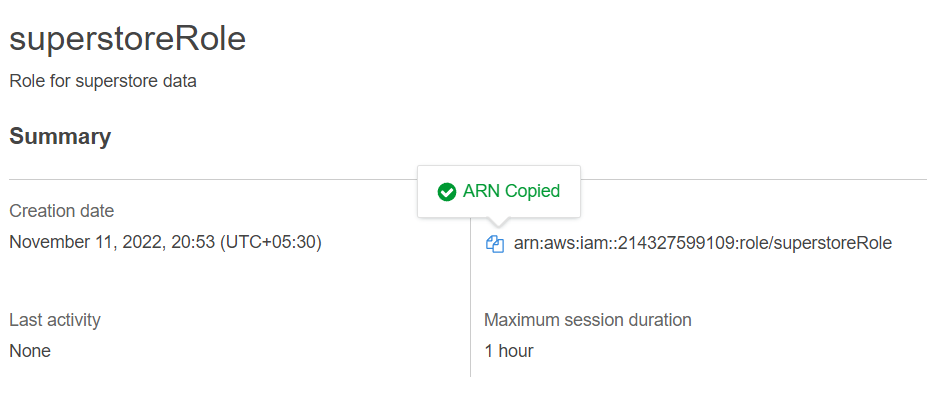 superstoreRole
Role for superstore data
Summary
ARN Copied
Creation date
November 11, 2022, 20:53 (UTC+05:30)
arn:aws:iam::214327599109:role/superstoreRole
Last activity
None
Maximum session duration
1 hour